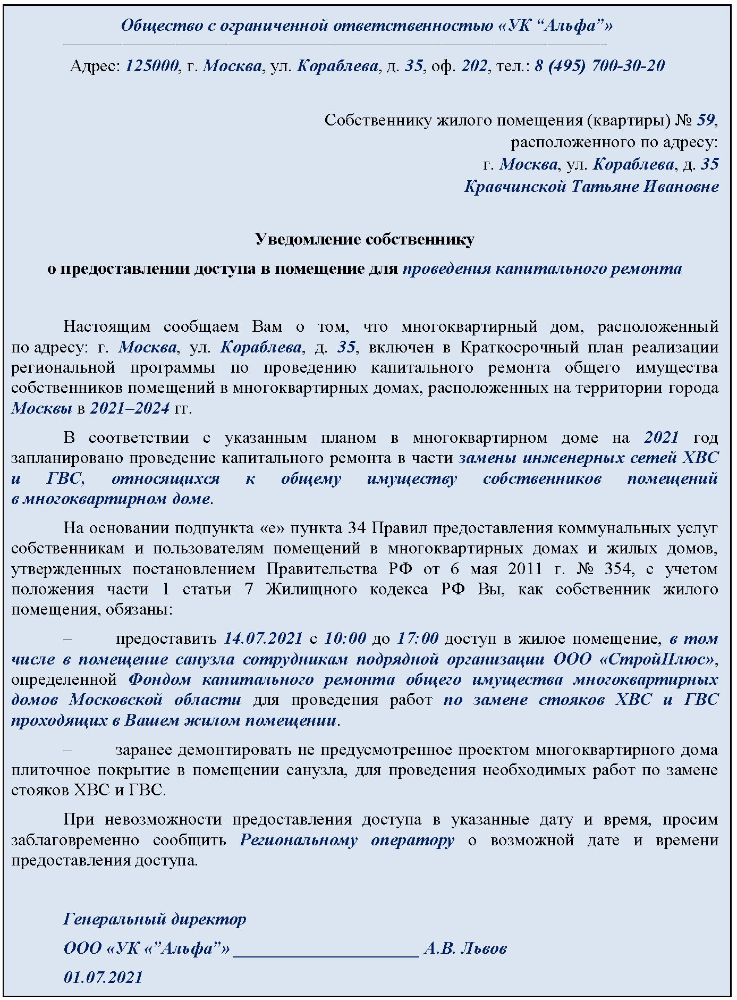 Общество с ограниченной ответственностью «УК “Альфа”»
Адрес: 125000, г. Москва, ул. Кораблева, д. 35, оф. 202, тел.: 8 (495) 700-30-20
Собственнику жилого помещения (квартиры) № 59,
расположенного по адресу:
г. Москва, ул. Кораблева, д. 35
Кравчинской Татьяне Ивановне
Уведомление собственнику
о предоставлении доступа в помещение для проведения капитального ремонта
Настоящим сообщаем Вам о том, что многоквартирный дом, расположенный
по адресу: г. Москва, ул. Кораблева, д. 35, включен в Краткосрочный план реализации
региональной программы по проведению капитального ремонта общего имущества
собственников помещений в многоквартирных домах, расположенных на территории города
Москвы в 2021–2024 гг.
В соответствии с указанным планом в многоквартирном доме на 2021 год
запланировано проведение капитального ремонта в части замены инженерных сетей ХВС
и ГВС, относящихся к общему имуществу собственников помещений
в многоквартирном доме.
На основании подпункта «е» пункта 34 Правил предоставления коммунальных услуг
собственникам и пользователям помещений в многоквартирных домах и жилых домов,
утвержденных постановлением Правительства РФ от 6 мая 2011 г. № 354, с учетом
положения части 1 статьи 7 Жилищного кодекса РФ Вы, как собственник жилого
помещения, обязаны:
– предоставить 14.07.2021 с 10:00 до 17:00 доступ в жилое помещение, в том
числе в помещение санузла сотрудникам подрядной организации ООО «СтройПлюс»,
определенной Фондом капитального ремонта общего имущества многоквартирных
домов Московской области для проведения работ по замене стояков ХВС и ГВС
проходящих в Вашем жилом помещении.
– заранее демонтировать не предусмотренное проектом многоквартирного дома
плиточное покрытие в помещении санузла, для проведения необходимых работ по замене
стояков ХВС и ГВС.
При невозможности предоставления доступа в указанные дату и время, просим
заблаговременно сообщить Региональному оператору о возможной дате и времени
предоставления доступа.
Генеральный директор
ООО «УК «”Альфа”» _____________________ А.В. Львов
01.07.2021